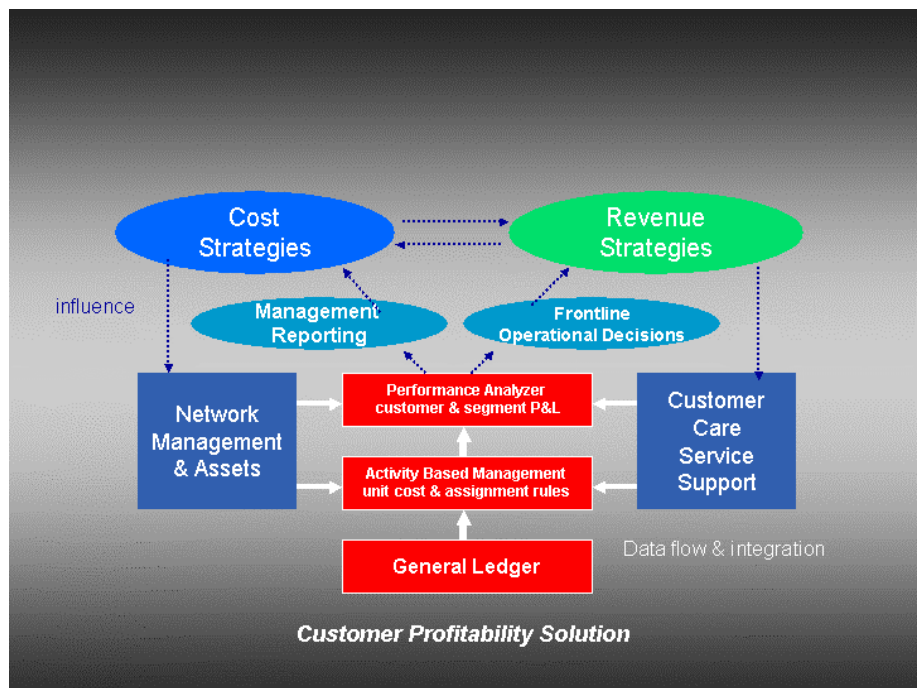 Cost
Strategies
Revenue
Strategies
influence
Management
Reporting
Frontline
Operational Decisions
Performance Analyzer
customer & segment P&L
Network
Management
& Assets
Customer
Care
Service
Support
Activity Based Management
unit cost & assignment rules
General Ledger
Data flow & integration
Customer Profitability Solution